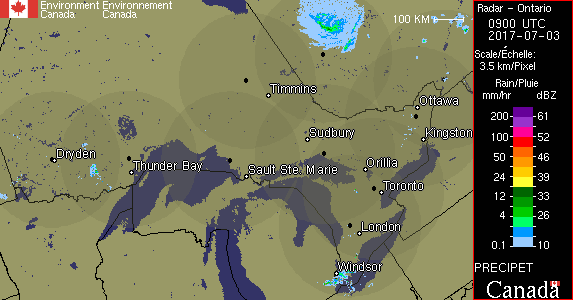 Environment Environnement
Canada Canada
100 KM
Timmins
Ottawa
Sudbury
Kingston
Dryden
Thunder Bay
Sault Ste. Marie
Orillia
Toronto
London
Windsor
Radar - Ontario
0900 UTC
2017-07-03
Scale/Échelle:
3.5 km/Pixel
Rain/Pluie
mm/hr dBZ
200 61
100 52
50 46
24 39
12 33
4 26
0.1 10
PRECIPET
Canada